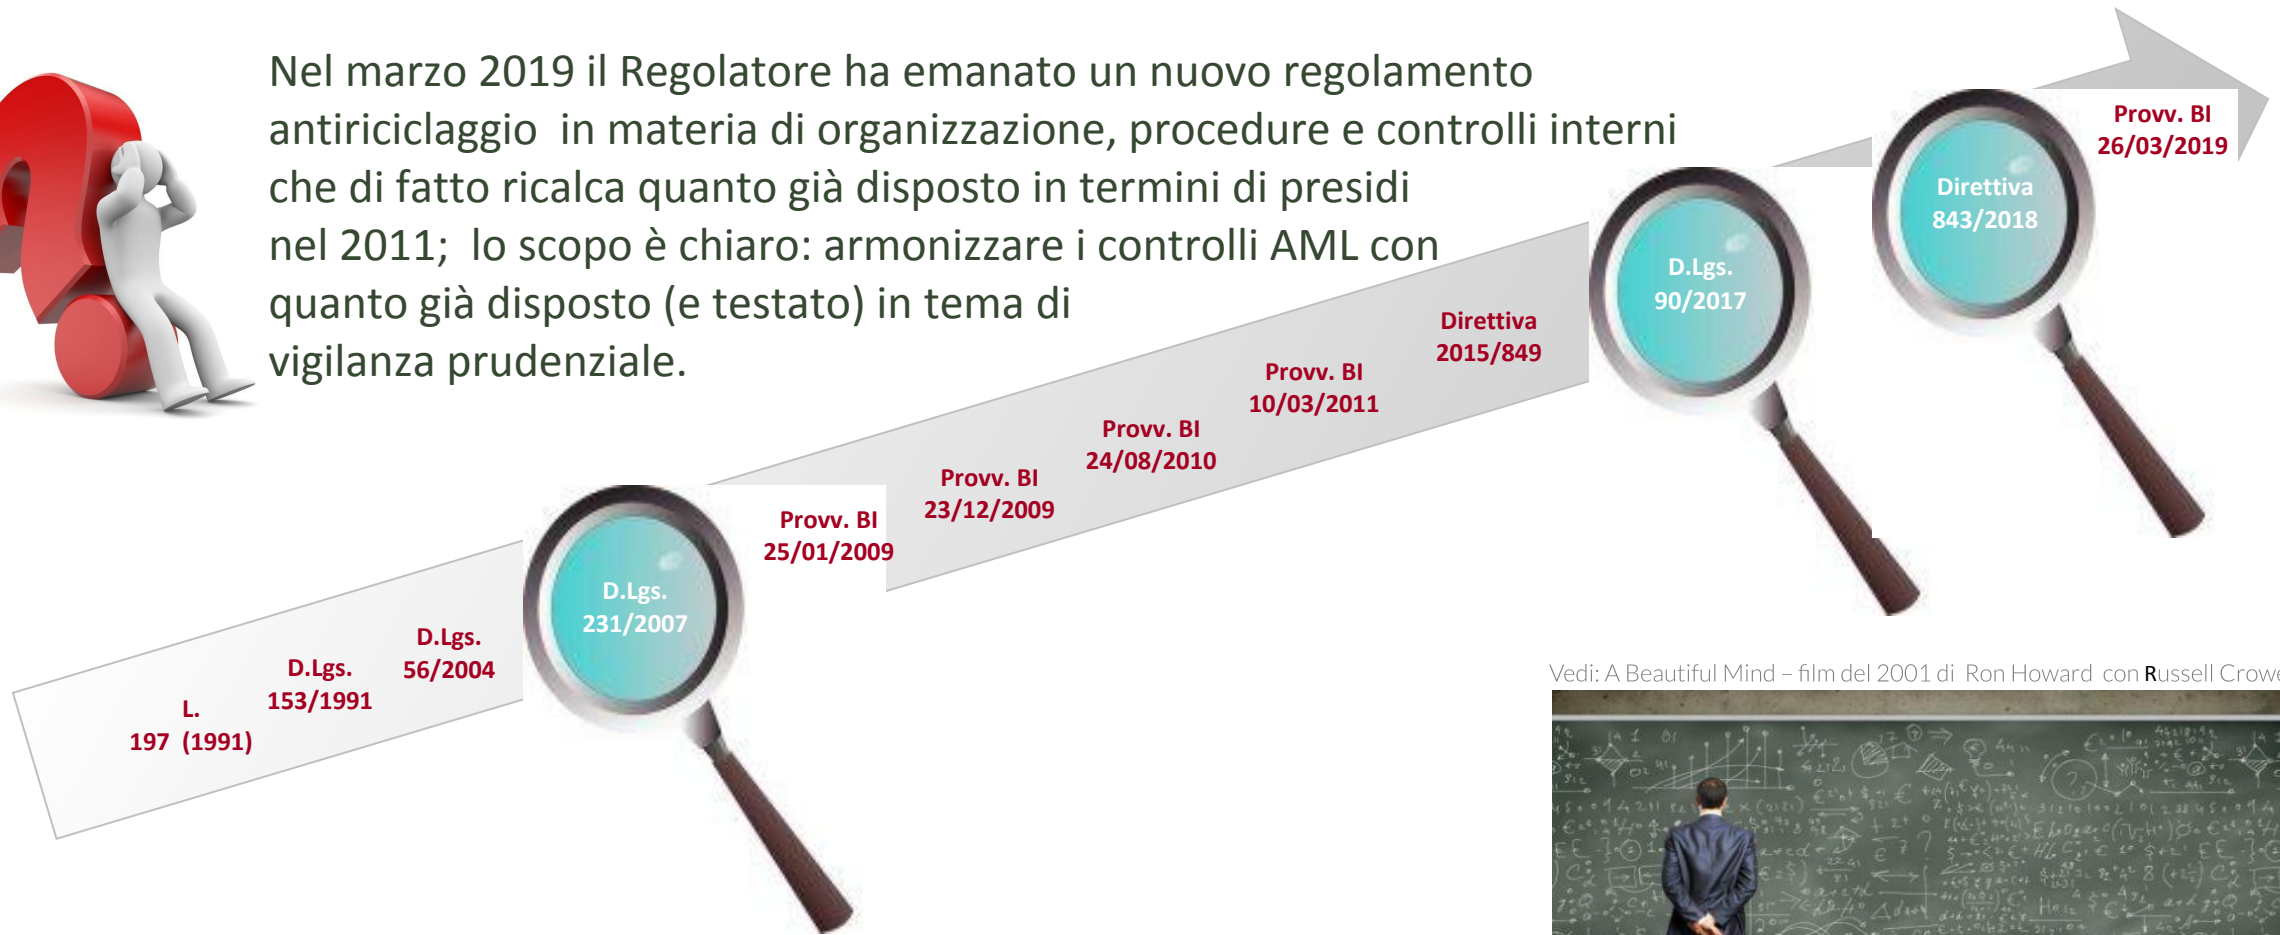 Nel marzo 2019 il Regolatore ha emanato un nuovo regolamento
antiriciclaggio in materia di organizzazione, procedure e controlli interni
che di fatto ricalca quanto già disposto in termini di presidi
nel 2011; lo scopo è chiaro: armonizzare i controlli AML con
quanto già disposto (e testato) in tema di
vigilanza prudenziale.
L.
197 (1991)
D.Lgs.
153/1991
D.Lgs.
56/2004
D.Lgs.
231/2007
Provv. BI
25/01/2009
Provv. BI
23/12/2009
Provv. BI
24/08/2010
Provv. BI
10/03/2011
Direttiva
2015/849
D.Lgs.
90/2017
Direttiva
843/2018
Provv. BI
26/03/2019
Vedi: A Beautiful Mind – film del 2001 di Ron Howard con Russell Crowe